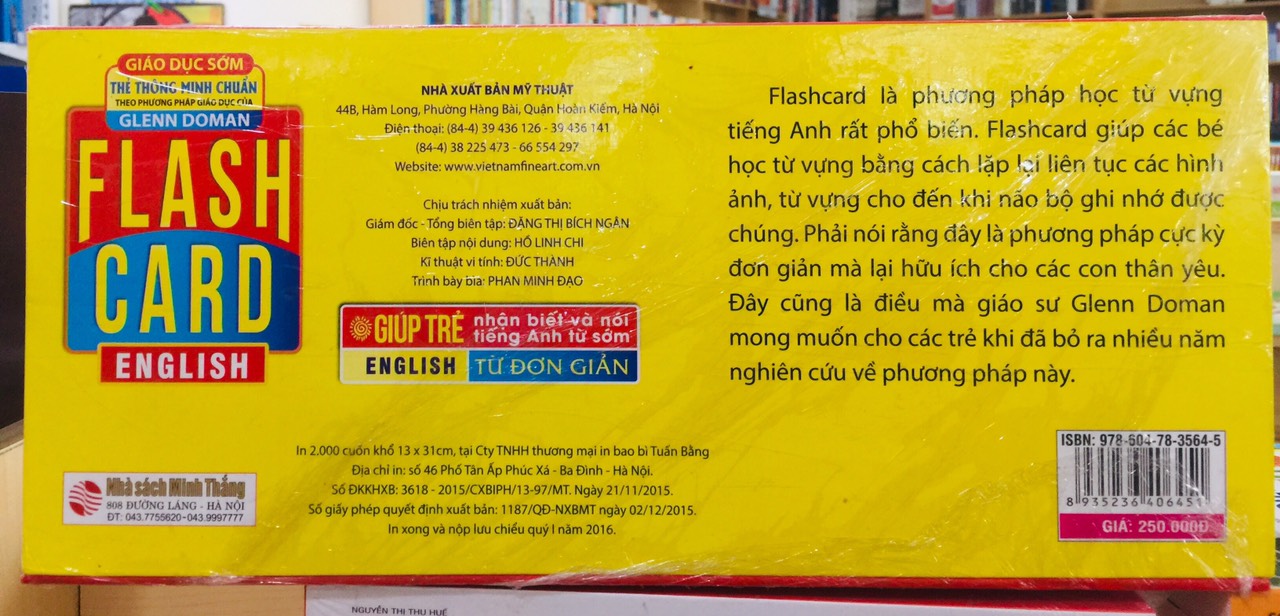 GIÁO DỤC SỚM
THẺ THÔNG MINH CHUẨN
THEO PHƯƠNG PHÁP GIÁO DỤC CỦA
GLENN DOMAN
FLASH
CARD
ENGLISH
NHÀ XUẤT BẢN MỸ THUẬT
44B, Hàm Long, Phường Hàng Bài, Quận Hoàn Kiếm, Hà Nội
Điện thoại: (84-4) 39 436 126 - 39 436 141
(84-4) 38 225 473 - 66 554 297
Website: www.vietnamfineart.com.vn
Chịu trách nhiệm xuất bản:
Giám đốc - Tổng biên tập: ĐẶNG THỊ BÍCH NGÂN
Biên tập nội dung: HỒ LINH CHI
Kĩ thuật vi tính: ĐỨC THÀNH
Trình bày bìa: PHAN MINH ĐẠO
GIÚP TRẺ nhận biết và nói
tiếng Anh từ sớm
ENGLISH TỪ ĐƠN GIẢN
Flashcard là phương pháp học từ vựng
tiếng Anh rất phổ biến. Flashcard giúp các bé
học từ vựng bằng cách lặp lại liên tục các hình
ảnh, từ vựng cho đến khi não bộ ghi nhớ được
chúng. Phải nói rằng đây là phương pháp cực kỳ
đơn giản mà lại hữu ích cho các con thân yêu.
Đây cũng là điều mà giáo sư Glenn Doman
mong muốn cho các trẻ khi đã bỏ ra nhiều năm
nghiên cứu về phương pháp này.
In 2.000 cuốn khổ 13 x 31cm, tại Cty TNHH thương mại in bao bì Tuấn Bằng
Địa chỉ in: số 46 Phố Tân Ấp Phúc Xá - Ba Đình - Hà Nội.
Số ĐKKHXB: 3618 - 2015/CXBIPH/13-97/MT. Ngày 21/11/2015.
Số giấy phép quyết định xuất bản: 1187/QĐ-NXBMT ngày 02/12/2015.
In xong và nộp lưu chiểu quý I năm 2016.
Nhà sách Minh Thắng
808 ĐƯỜNG LÁNG - HÀ NỘI
ĐT: 043.7755620-043.9997777
ISBN: 978-604-78-3564-5
8 935236 406451
GIÁ: 250.000Đ
NGUYỄN THỊ THU HUẾ